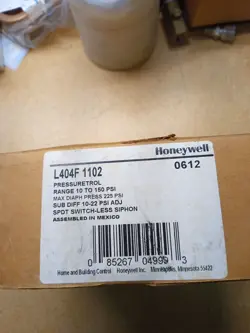 Honeywell
L404F 1102
0612
PRESSURETROL
RANGE 10 TO 150 PSI
MAX DIAPH PRESS 225 PSI
SUB DIFF 10-22 PSI ADJ
SPDT SWITCH-LESS SIPHON
ASSEMBLED IN MEXICO
0 85267 04999 3
Home and Building Control Honeywell Inc. Minneapolis, Minnesota 55422